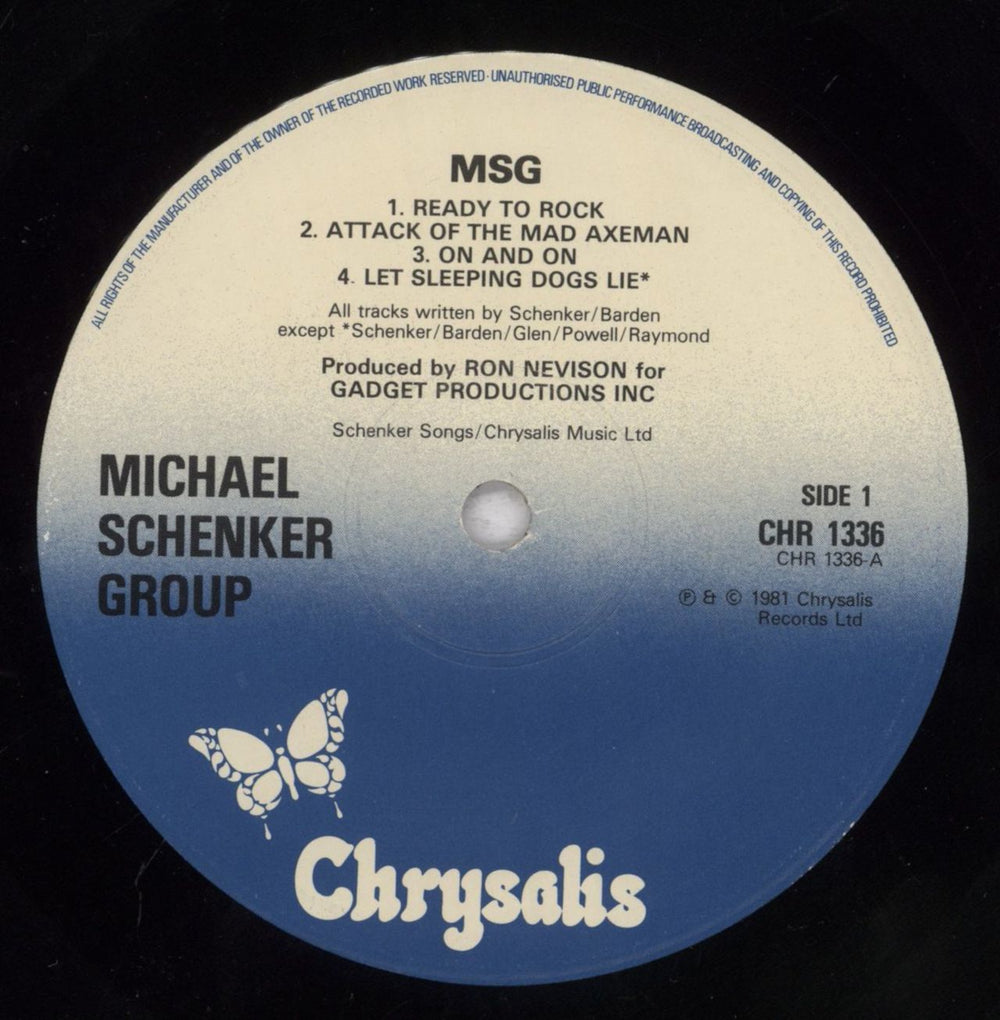 ALL RIGHTS OF THE MANUFACTURER AND OF THE OWNER OF THE RECORDED WORK RESERVED · UNAUTHORISED PUBLIC PERFORMANCE BROADCASTING AND COPYING OF THIS RECORD PROHIBITED
MSG
1. READY TO ROCK
2. ATTACK OF THE MAD AXEMAN
3. ON AND ON
4. LET SLEEPING DOGS LIE*
All tracks written by Schenker/Barden
except *Schenker/Barden/Glen/Powell/Raymond
Produced by RON NEVISON for
GADGET PRODUCTIONS INC
Schenker Songs/Chrysalis Music Ltd
MICHAEL
SCHENKER
GROUP
SIDE 1
CHR 1336
CHR 1336-A
℗ & © 1981 Chrysalis
Records Ltd
Chrysalis